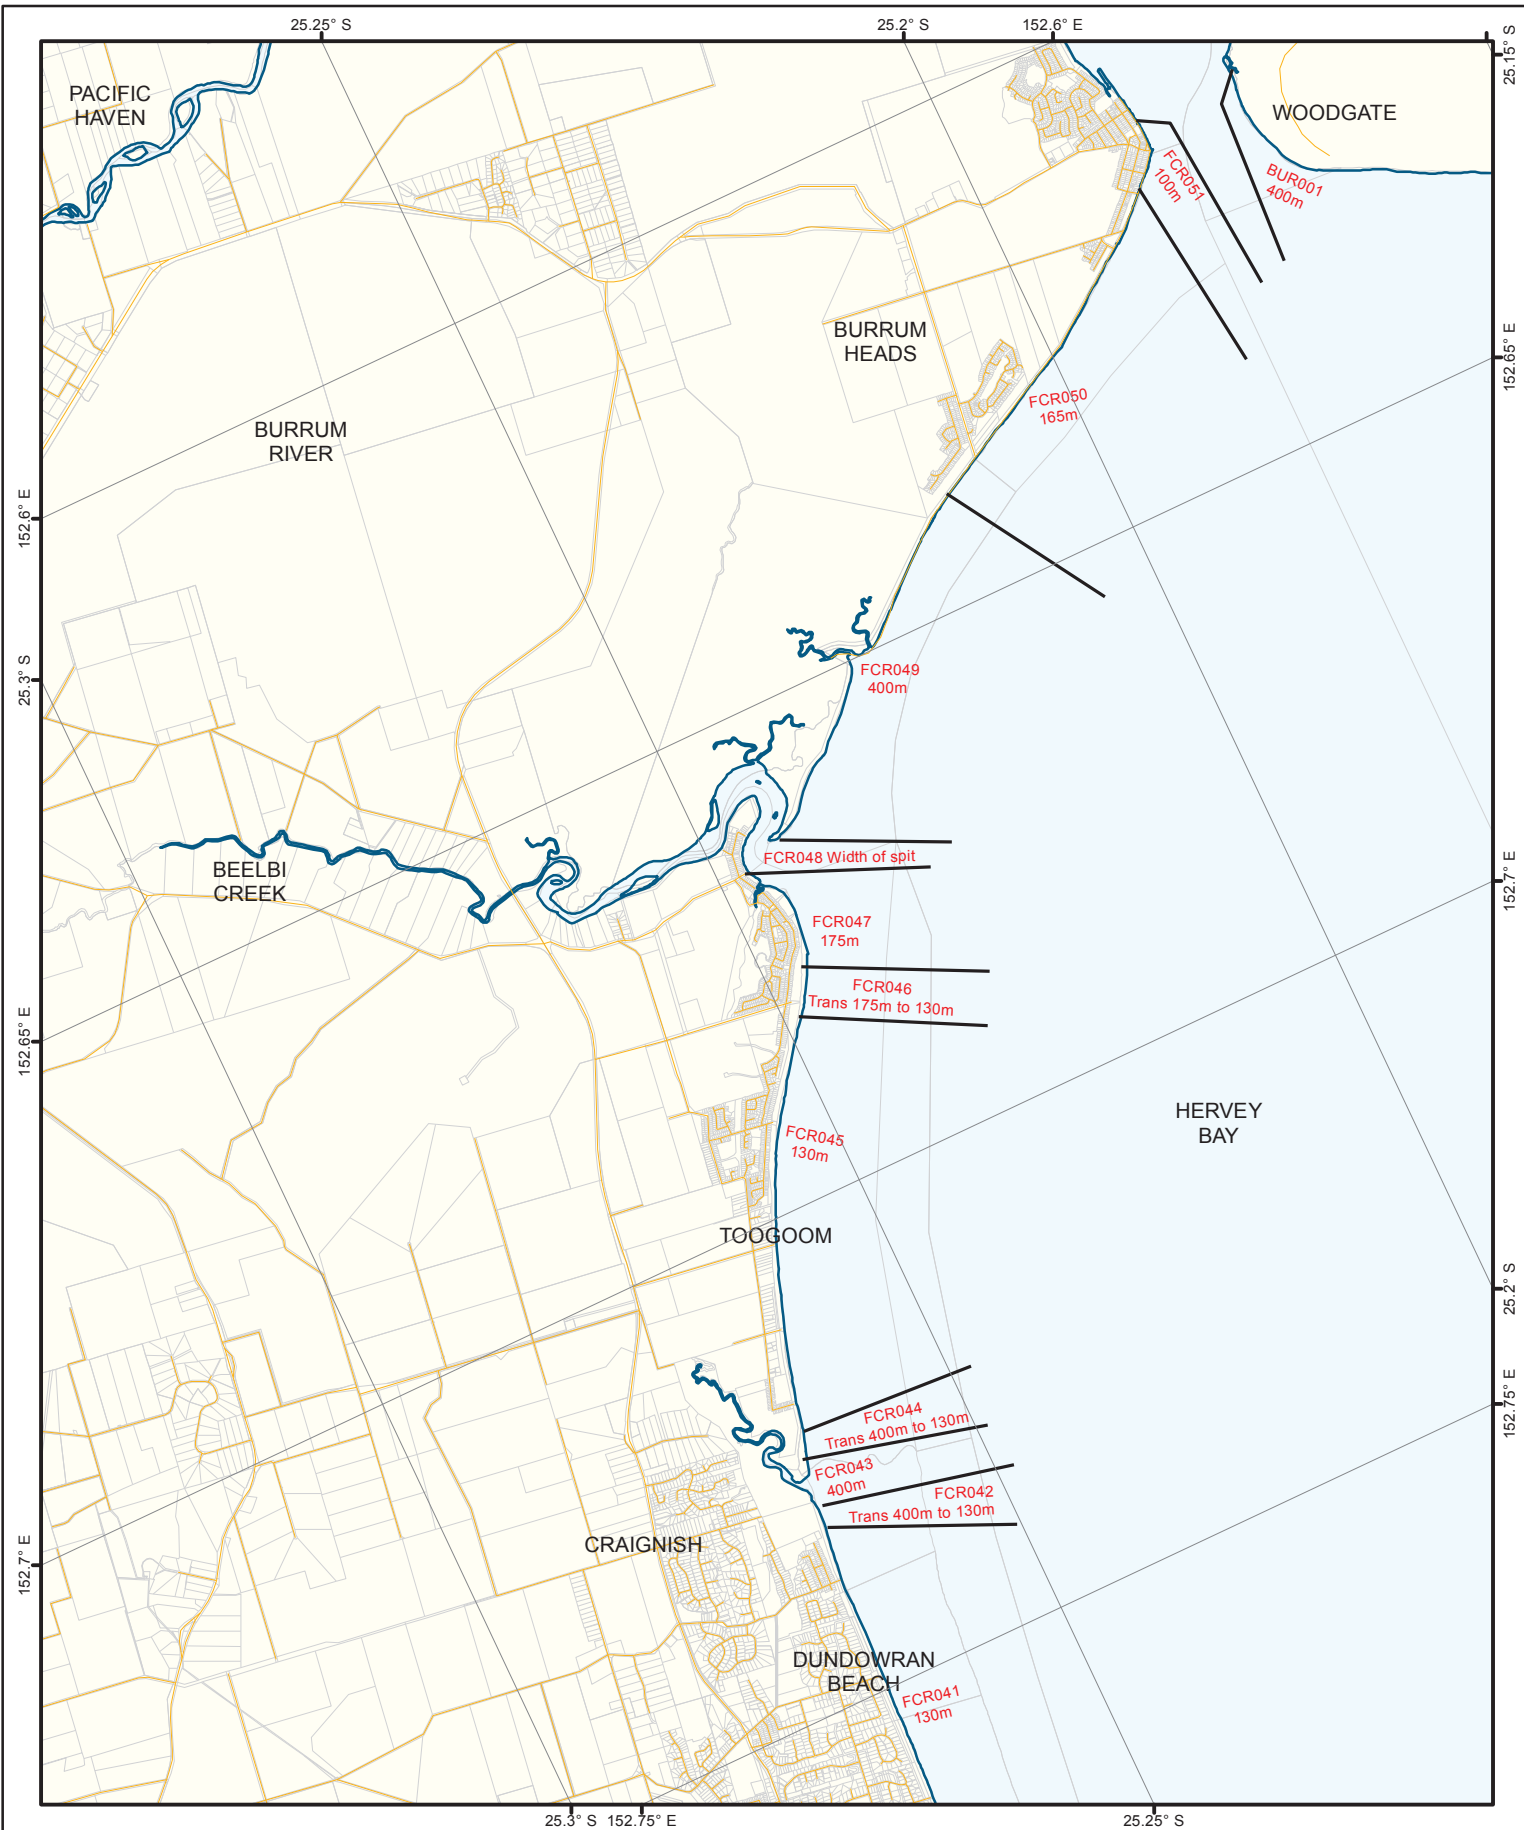 25.25° S
25.2° S
152.6° E
25.15° S
PACIFIC
HAVEN
WOODGATE
FCR051
100m
BUR001
400m
BURRUM
HEADS
152.65° E
FCR050
165m
BURRUM
RIVER
152.6° E
25.3° S
FCR049
400m
FCR048 Width of spit
BEELBI
CREEK
152.7° E
FCR047
175m
FCR046
Trans 175m to 130m
152.65° E
HERVEY
BAY
FCR045
130m
TOOGOOM
25.2° S
152.75° E
FCR044
Trans 400m to 130m
FCR043
400m
FCR042
Trans 400m to 130m
CRAIGNISH
152.7° E
DUNDOWRAN
BEACH
FCR041
130m
25.3° S
152.75° E
25.25° S